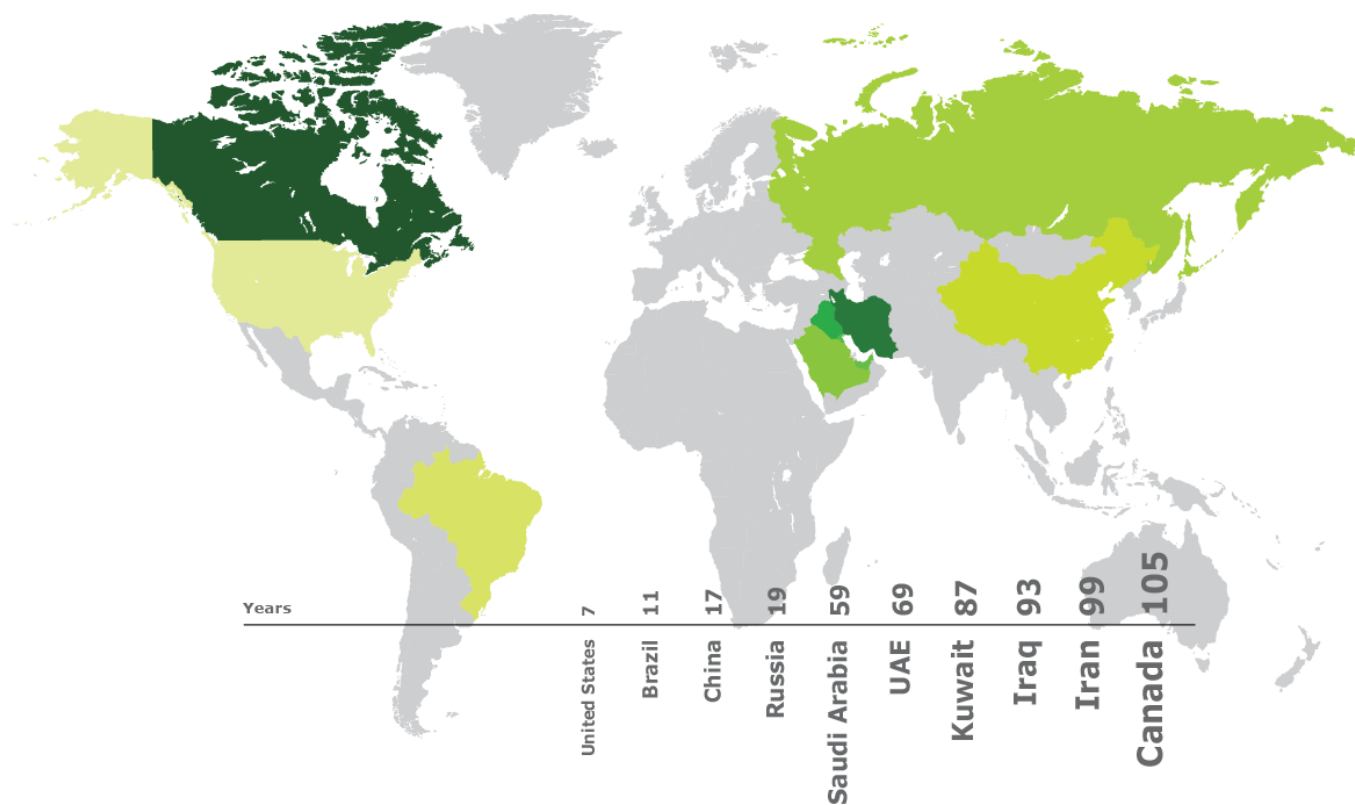 Years
7
11
17
19
59
69
87
93
99
105
United States
Brazil
China
Russia
Saudi Arabia
UAE
Kuwait
Iraq
Iran
Canada